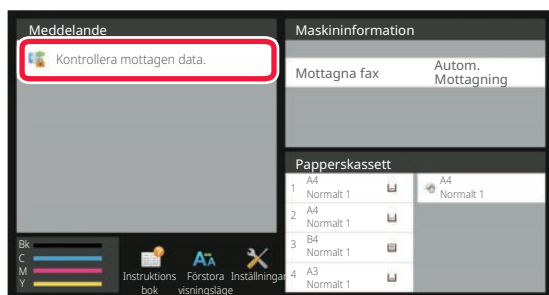 Meddelande
Kontrollera mottagen data.
Maskininformation
Mottagna fax
Autom.
Mottagning
Papperskassett
1 A4
Normalt 1
A4
Normalt 1
2 A4
Normalt 1
3 B4
Normalt 1
4 A3
Normalt 1
Bk
C
M
Y
Instruktions
bok
Förstora
visningsläge
Inställningar